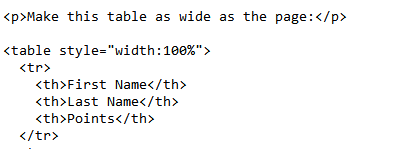 <p>Make this table as wide as the page:</p>
<table style="width:100%">
<tr>
<th>First Name</th>
<th>Last Name</th>
<th>Points</th>
</tr>